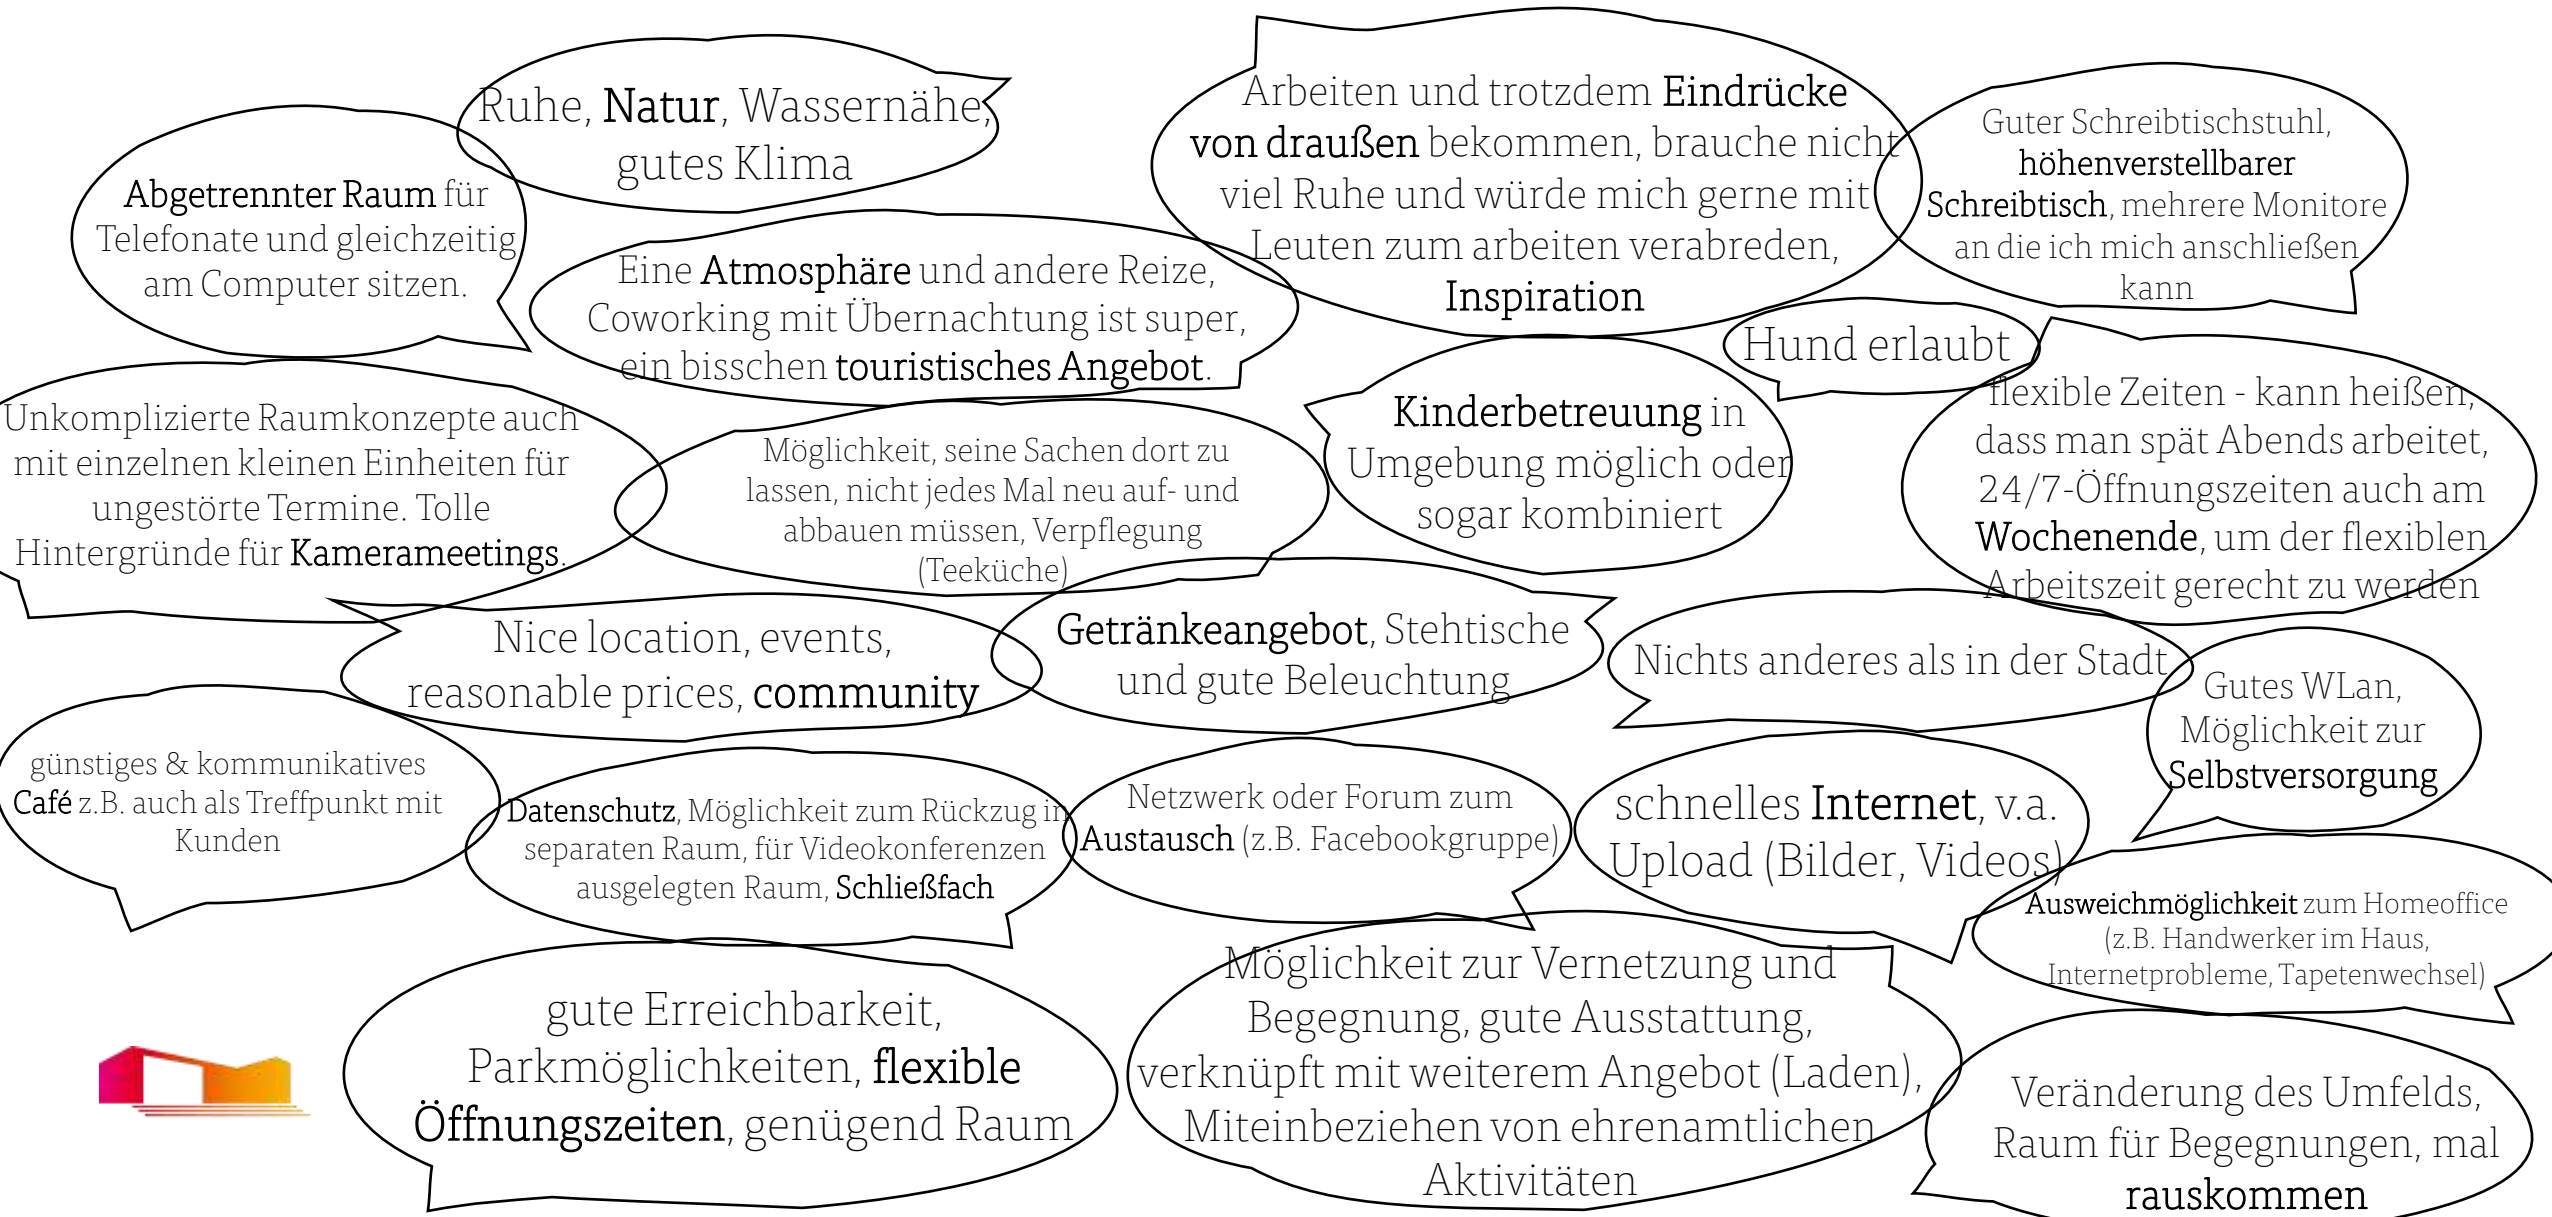 Ruhe, Natur, Wassernähe,
gutes Klima
Arbeiten und trotzdem Eindrücke
von draußen bekommen, brauche nicht
viel Ruhe und würde mich gerne mit
Leuten zum arbeiten verabreden,
Inspiration
Guter Schreibtischstuhl,
höhenverstellbarer
Schreibtisch, mehrere Monitore
an die ich mich anschließen
kann
Abgetrennter Raum für
Telefonate und gleichzeitig
am Computer sitzen.
Eine Atmosphäre und andere Reize,
Coworking mit Übernachtung ist super,
ein bisschen touristisches Angebot.
Hund erlaubt
Unkomplizierte Raumkonzepte auch
mit einzelnen kleinen Einheiten für
ungestörte Termine. Tolle
Hintergründe für Kamerameetings.
Möglichkeit, seine Sachen dort zu
lassen, nicht jedes Mal neu auf- und
abbauen müssen, Verpflegung
(Teeküche)
Kinderbetreuung in
Umgebung möglich oder
sogar kombiniert
flexible Zeiten - kann heißen,
dass man spät Abends arbeitet,
24/7-Öffnungszeiten auch am
Wochenende, um der flexiblen
Arbeitszeit gerecht zu werden
Nice location, events,
reasonable prices, community
Getränkeangebot, Stehtische
und gute Beleuchtung
Nichts anderes als in der Stadt
Gutes WLan,
Möglichkeit zur
Selbstversorgung
günstiges & kommunikatives
Café z.B. auch als Treffpunkt mit
Kunden
Datenschutz, Möglichkeit zum Rückzug in
separaten Raum, für Videokonferenzen
ausgelegten Raum, Schließfach
Netzwerk oder Forum zum
Austausch (z.B. Facebookgruppe)
schnelles Internet, v.a.
Upload (Bilder, Videos)
Ausweichmöglichkeit zum Homeoffice
(z.B. Handwerker im Haus,
Internetprobleme, Tapetenwechsel)
gute Erreichbarkeit,
Parkmöglichkeiten, flexible
Öffnungszeiten, genügend Raum
Möglichkeit zur Vernetzung und
Begegnung, gute Ausstattung,
verknüpft mit weiterem Angebot (Laden),
Miteinbeziehen von ehrenamtlichen
Aktivitäten
Veränderung des Umfelds,
Raum für Begegnungen, mal
rauskommen